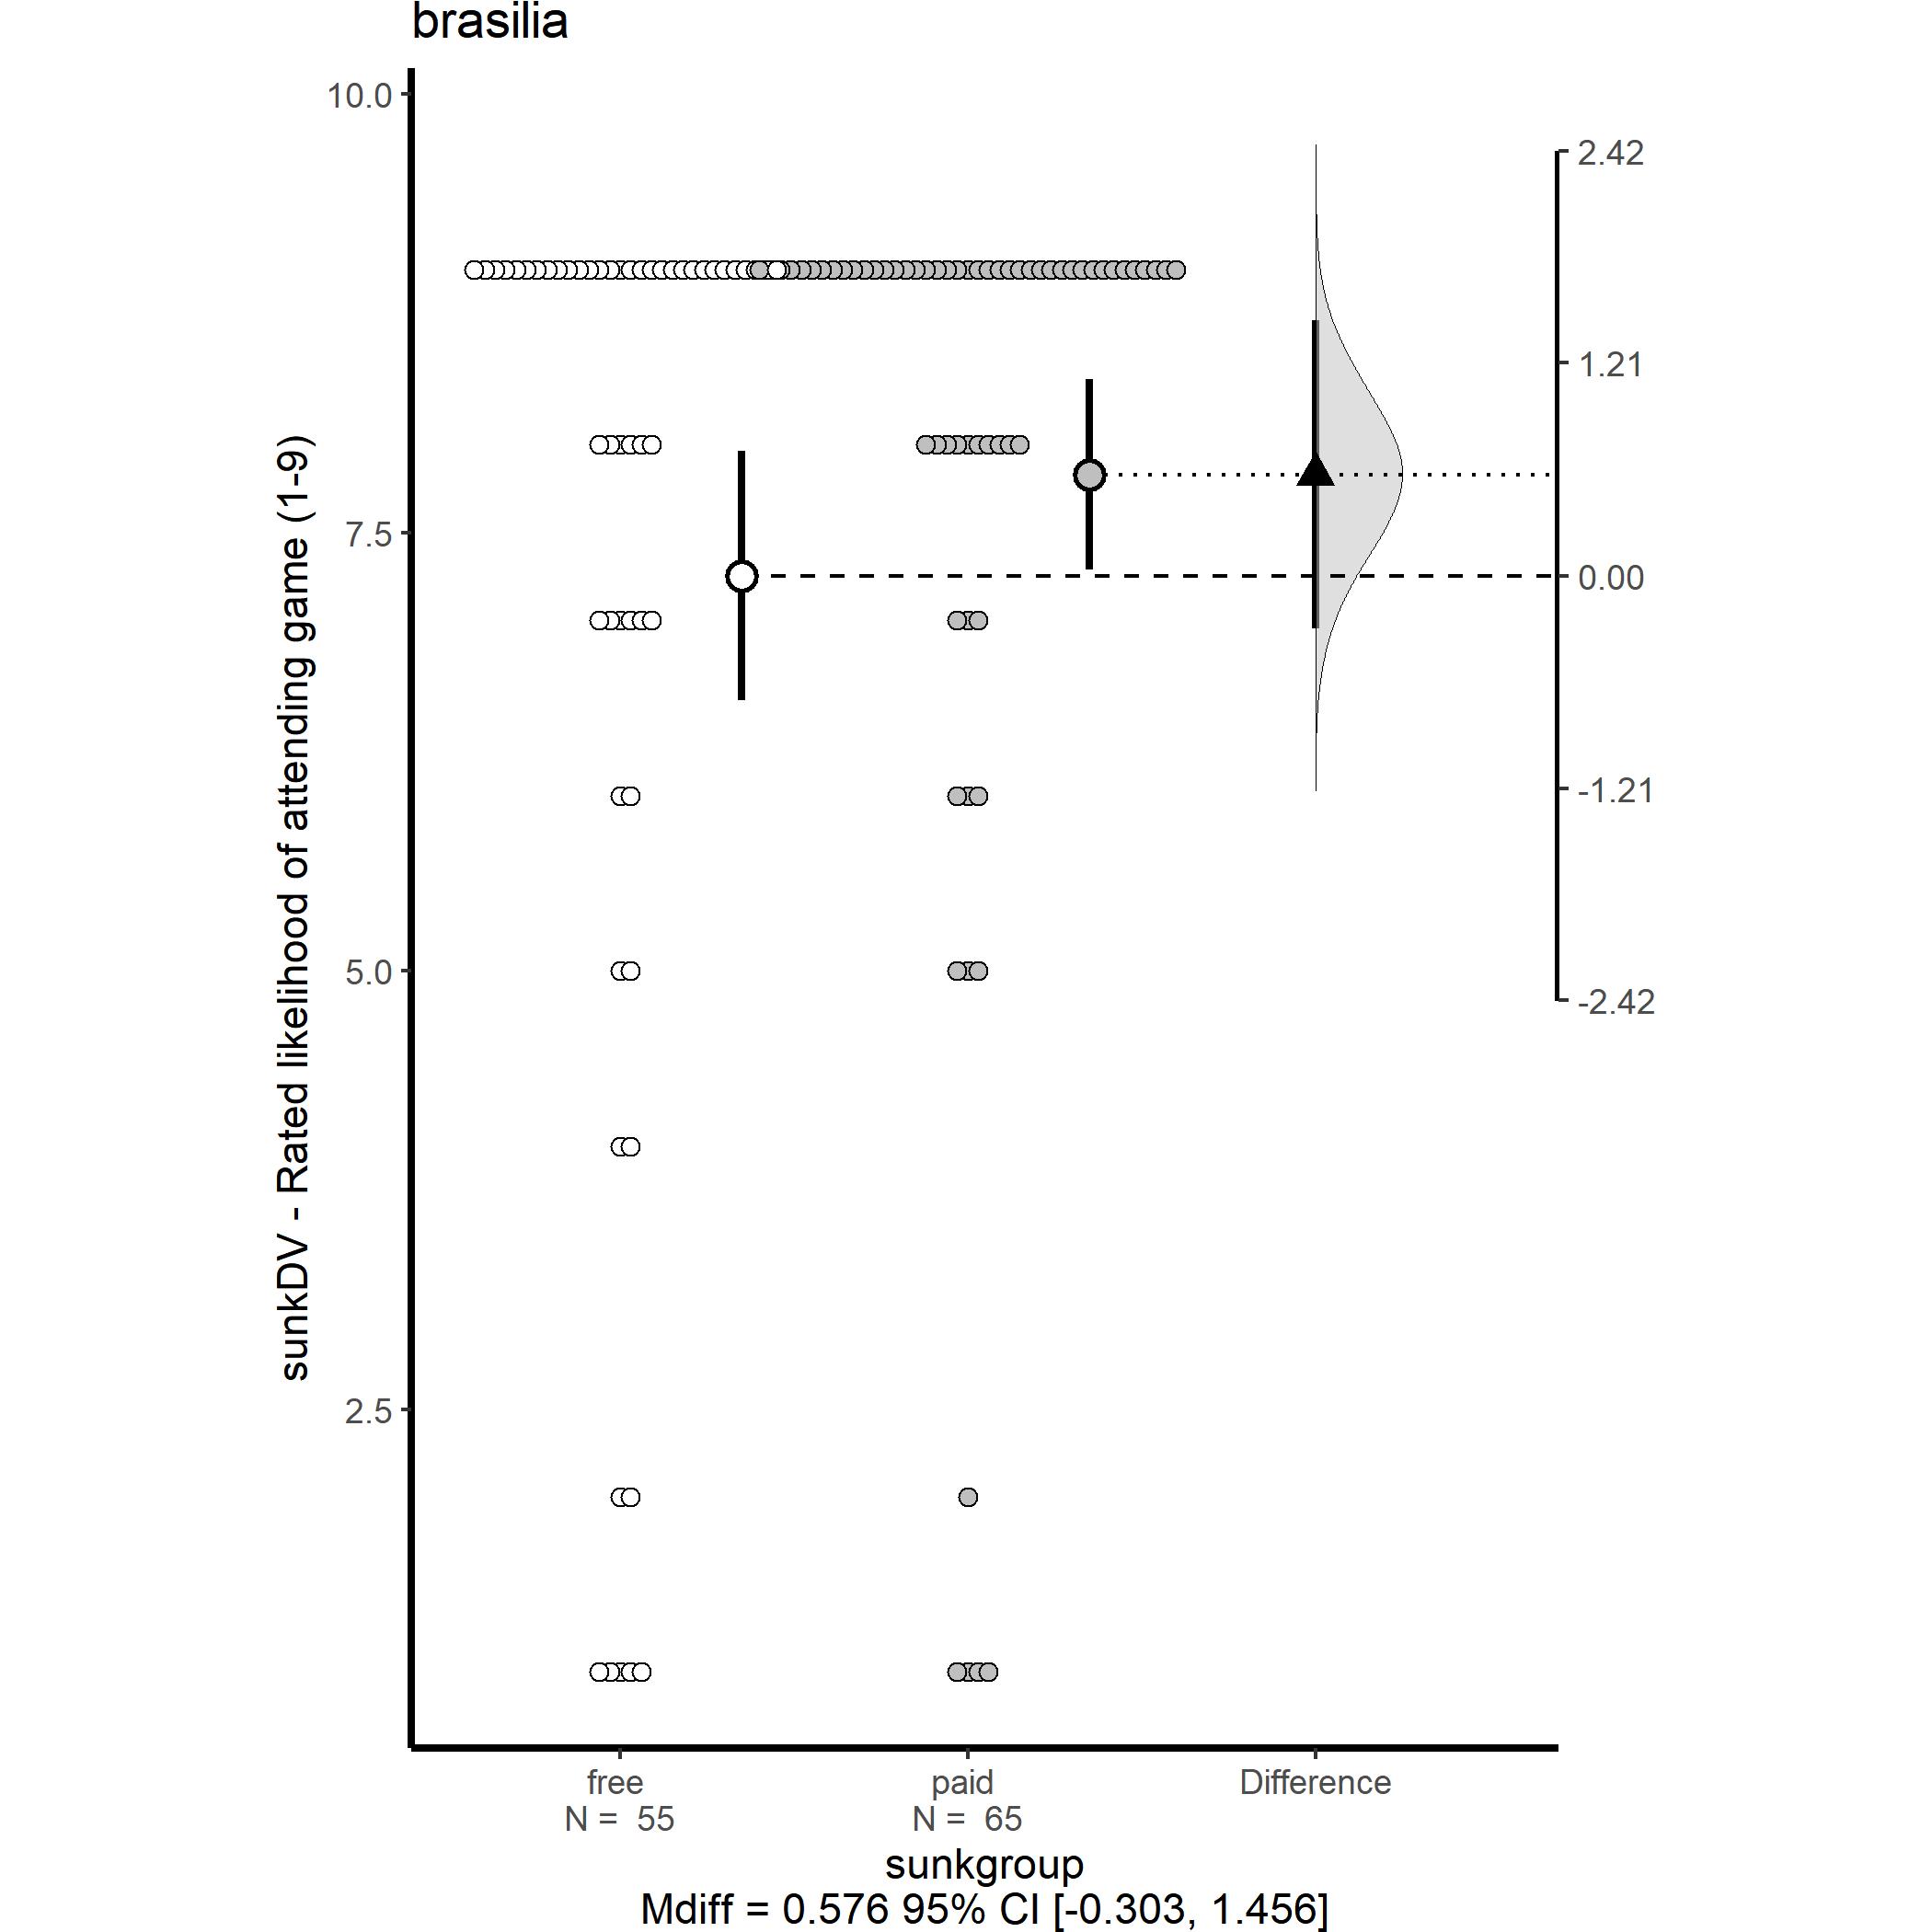 brasilia
10.0
7.5
5.0
2.5
sunkDV - Rated likelihood of attending game (1-9)
2.42
1.21
0.00
-1.21
-2.42
free
N =  55
paid
N =  65
Difference
sunkgroup
Mdiff = 0.576 95% CI [-0.303, 1.456]